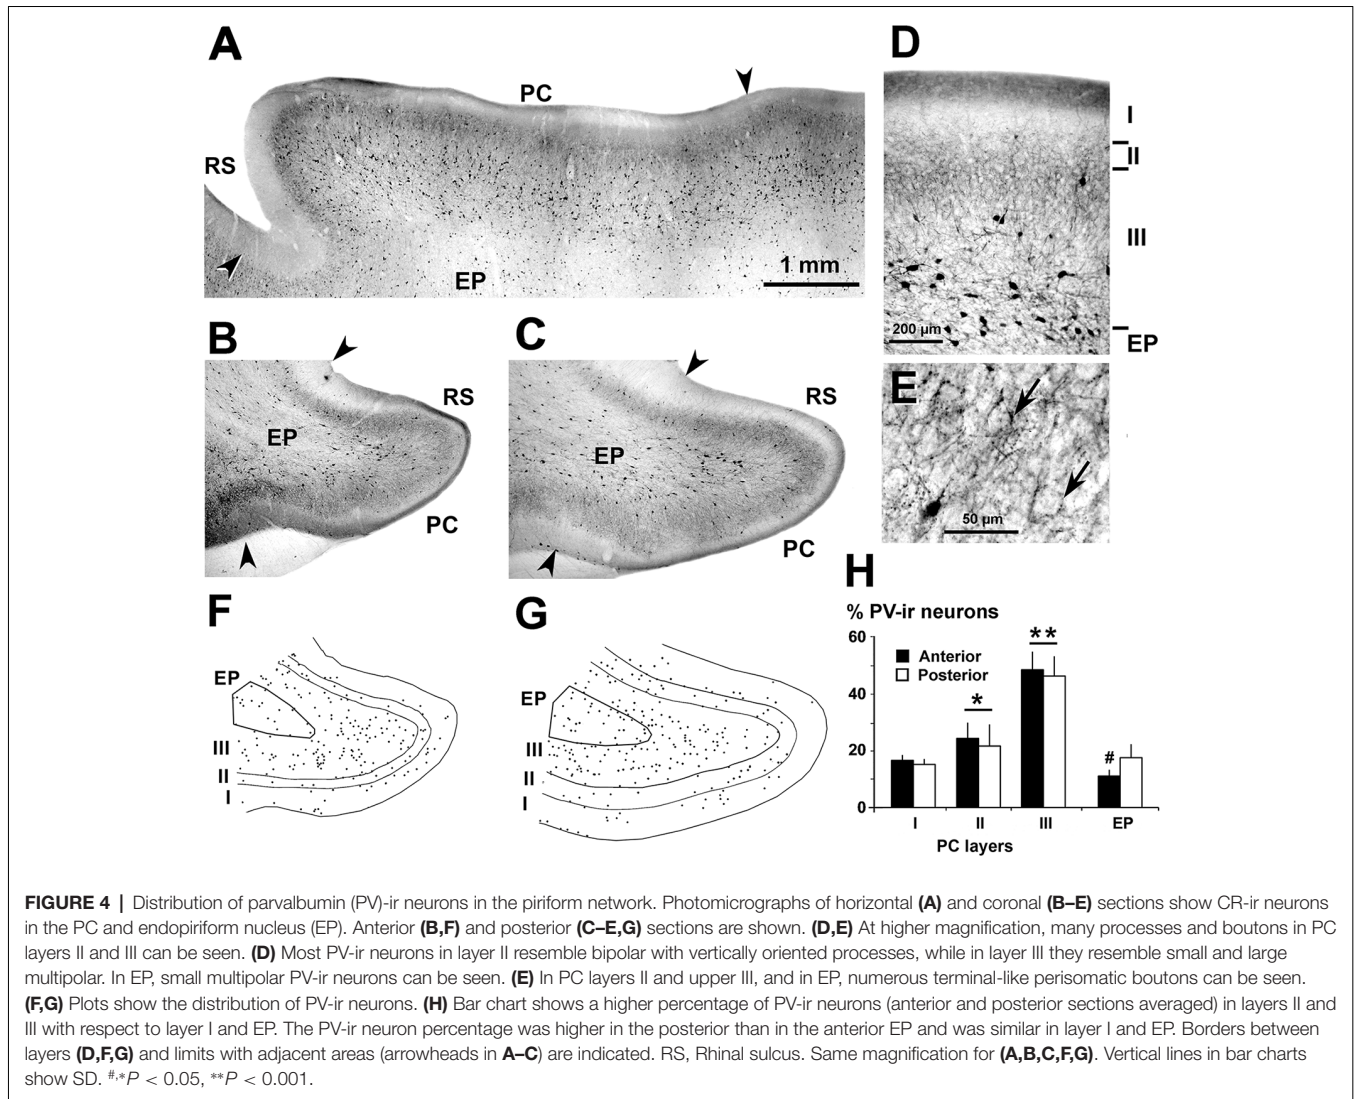 A
PC
RS
EP
1 mm
D
I
II
III
EP
200 µm
B
EP
RS
PC
C
EP
RS
PC
E
50 µm
F
EP
III
II
I
G
EP
III
II
I
H
% PV-ir neurons
60
40
20
0
Anterior
Posterior
*
**
#
I II III EP
PC layers
FIGURE 4 | Distribution of parvalbumin (PV)-ir neurons in the piriform network. Photomicrographs of horizontal (A) and coronal (B–E) sections show CR-ir neurons
in the PC and endopiriform nucleus (EP). Anterior (B,F) and posterior (C–E,G) sections are shown. (D,E) At higher magnification, many processes and boutons in PC
layers II and III can be seen. (D) Most PV-ir neurons in layer II resemble bipolar with vertically oriented processes, while in layer III they resemble small and large
multipolar. In EP, small multipolar PV-ir neurons can be seen. (E) In PC layers II and upper III, and in EP, numerous terminal-like perisomatic boutons can be seen.
(F,G) Plots show the distribution of PV-ir neurons. (H) Bar chart shows a higher percentage of PV-ir neurons (anterior and posterior sections averaged) in layers II and
III with respect to layer I and EP. The PV-ir neuron percentage was higher in the posterior than in the anterior EP and was similar in layer I and EP. Borders between
layers (D,F,G) and limits with adjacent areas (arrowheads in A–C) are indicated. RS, Rhinal sulcus. Same magnification for (A,B,C,F,G). Vertical lines in bar charts
show SD. #,*P < 0.05, **P < 0.001.